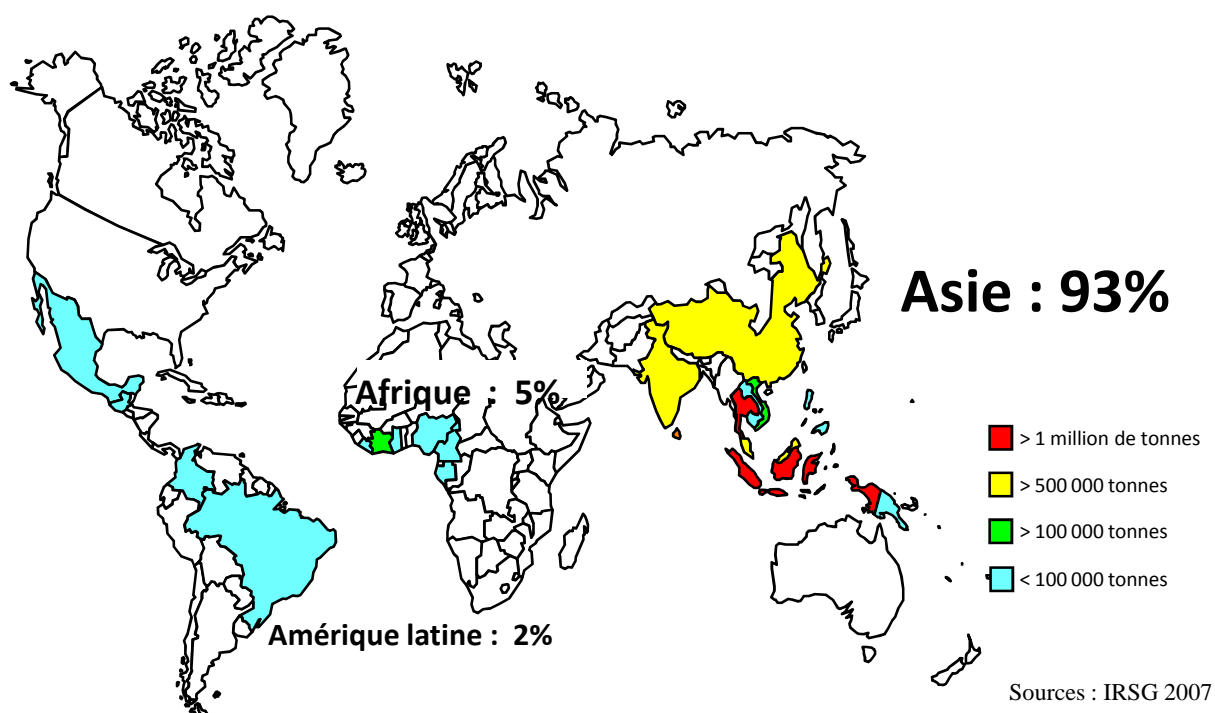 Asie : 93%
Afrique : 5%
> 1 million de tonnes
> 500 000 tonnes
> 100 000 tonnes
< 100 000 tonnes
Amérique latine : 2%
Sources : IRSG 2007